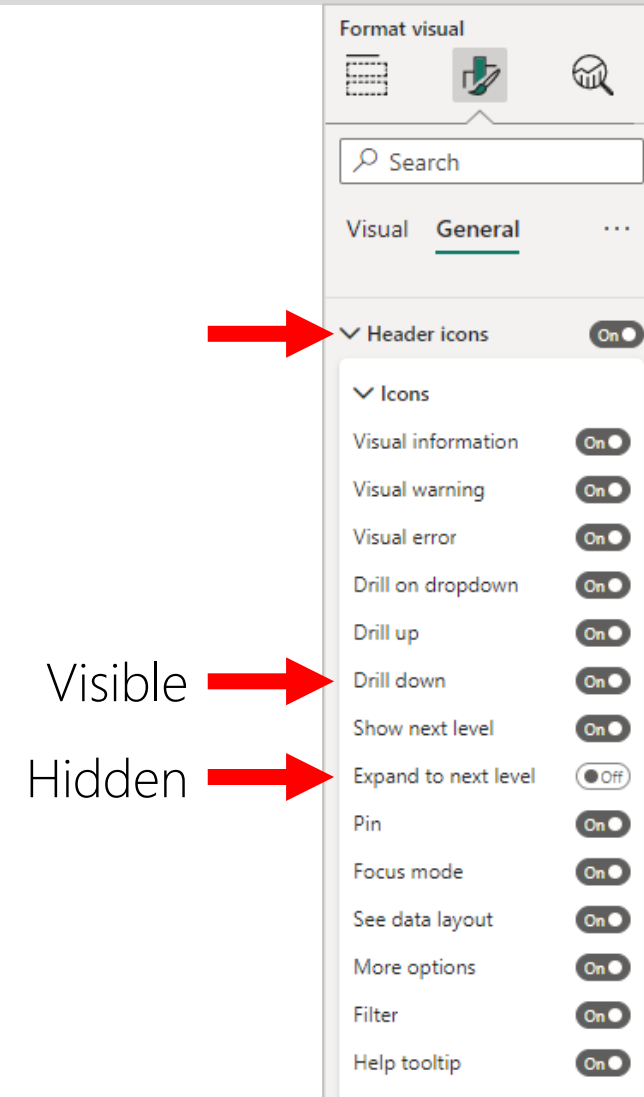 Format visual
Search
Visual General ...
Header icons On
Icons
Visual information On
Visual warning On
Visual error On
Drill on dropdown On
Drill up On
Visible Drill down On
Show next level On
Hidden Expand to next level Off
Pin On
Focus mode On
See data layout On
More options On
Filter On
Help tooltip On